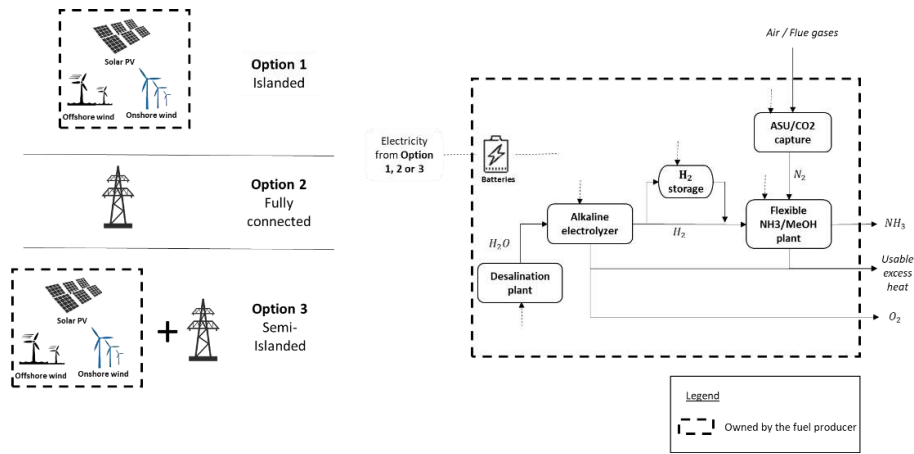 Solar PV
Offshore wind
Onshore wind
Option 1
Islanded
Option 2
Fully
connected
Solar PV
Offshore wind
Onshore wind
Option 3
Semi-
Islanded
Electricity
from Option
1, 2 or 3
Batteries
Air / Flue gases
ASU/CO2
capture
N₂
H₂
storage
Alkaline
electrolyzer
H₂
Flexible
NH3/MeOH
plant
NH₃
H₂O
Desalination
plant
Usable
excess
heat
O₂
Legend
Owned by the fuel producer